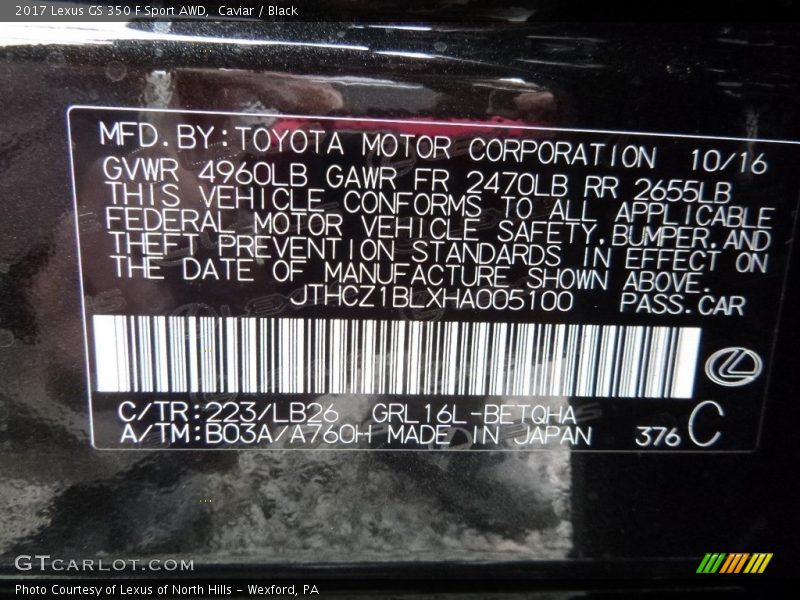 2017 Lexus GS 350 F Sport AWD,  Caviar / Black
MFD.BY:TOYOTA MOTOR CORPORATION 10/16
GVWR 4960LB GAWR FR 2470LB RR 2655LB
THIS VEHICLE CONFORMS TO ALL APPLICABLE
FEDERAL MOTOR VEHICLE SAFETY,BUMPER,AND
THEFT PREVENTION STANDARDS IN EFFECT ON
THE DATE OF MANUFACTURE SHOWN ABOVE.
JTHCZ1BLXHA005100 PASS.CAR
C/TR:223/LB26 GRL16L-BETQHA C
A/TM:B03A/A760H MADE IN JAPAN 376
GTCARLOT.COM
Photo Courtesy of Lexus of North Hills - Wexford, PA